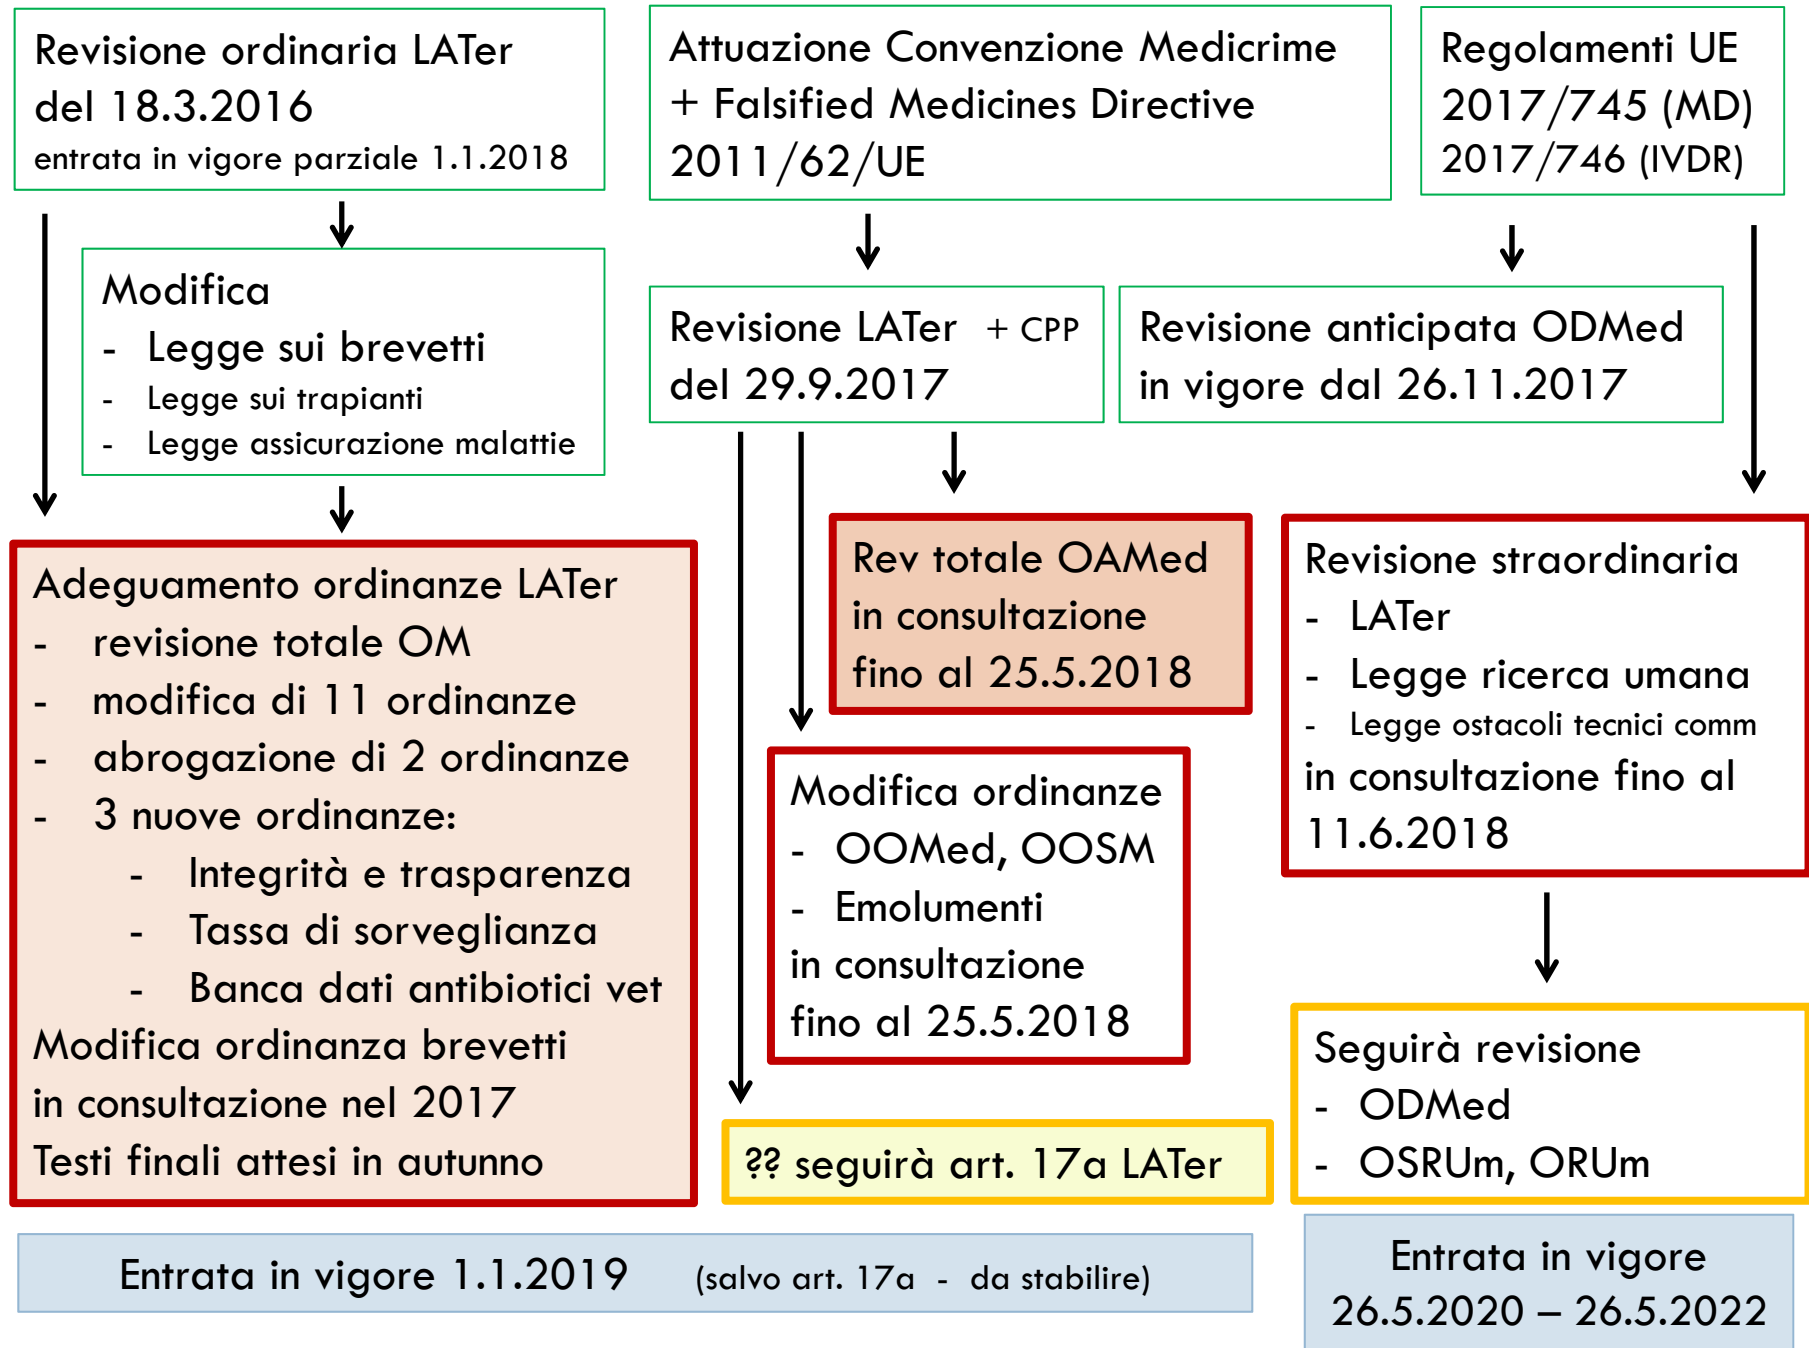 Revisione ordinaria LATer
del 18.3.2016
entrata in vigore parziale 1.1.2018
Attuazione Convenzione Medicrime
+ Falsified Medicines Directive
2011/62/UE
Regolamenti UE
2017/745 (MD)
2017/746 (IVDR)
Modifica
- Legge sui brevetti
- Legge sui trapianti
- Legge assicurazione malattie
Revisione LATer + CPP
del 29.9.2017
Revisione anticipata ODMed
in vigore dal 26.11.2017
Adeguamento ordinanze LATer
- revisione totale OM
- modifica di 11 ordinanze
- abrogazione di 2 ordinanze
- 3 nuove ordinanze:
- Integrità e trasparenza
- Tassa di sorveglianza
- Banca dati antibiotici vet
Modifica ordinanza brevetti
in consultazione nel 2017
Testi finali attesi in autunno
Rev totale OAMed
in consultazione
fino al 25.5.2018
Modifica ordinanze
- OOMed, OOSM
- Emolumenti
in consultazione
fino al 25.5.2018
?? seguirà art. 17a LATer
Revisione straordinaria
- LATer
- Legge ricerca umana
- Legge ostacoli tecnici comm
in consultazione fino al
11.6.2018
Seguirà revisione
- ODMed
- OSRUm, ORUm
Entrata in vigore 1.1.2019 (salvo art. 17a - da stabilire)
Entrata in vigore
26.5.2020 – 26.5.2022